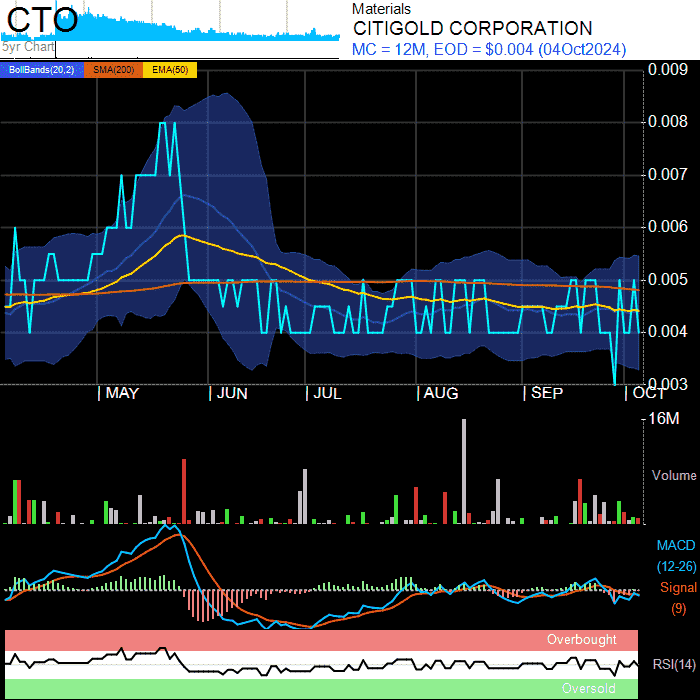 CTO
5yr Chart
Materials
CITIGOLD CORPORATION
MC = 12M, EOD = $0.004 (04Oct2024)
BollBands(20,2) SMA(200) EMA(50)
0.009
0.008
0.007
0.006
0.005
0.004
0.003
MAY JUN JUL AUG SEP OCT
16M
Volume
MACD
(12-26)
Signal
(9)
Overbought
RSI(14)
Oversold